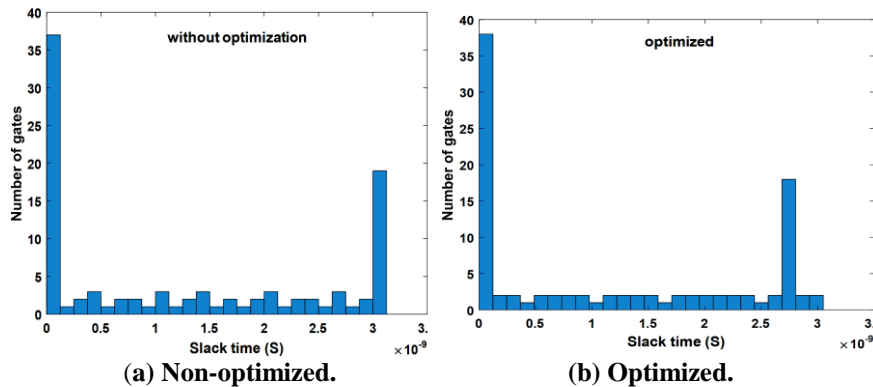 without optimization
Number of gates
40
35
30
25
20
15
10
5
0
0 0.5 1 1.5 2 2.5 3 3.
Slack time (S)
×10-9
(a) Non-optimized.
optimized
Number of gates
40
35
30
25
20
15
10
5
0
0 0.5 1 1.5 2 2.5 3 3.
Slack time (S)
×10-9
(b) Optimized.